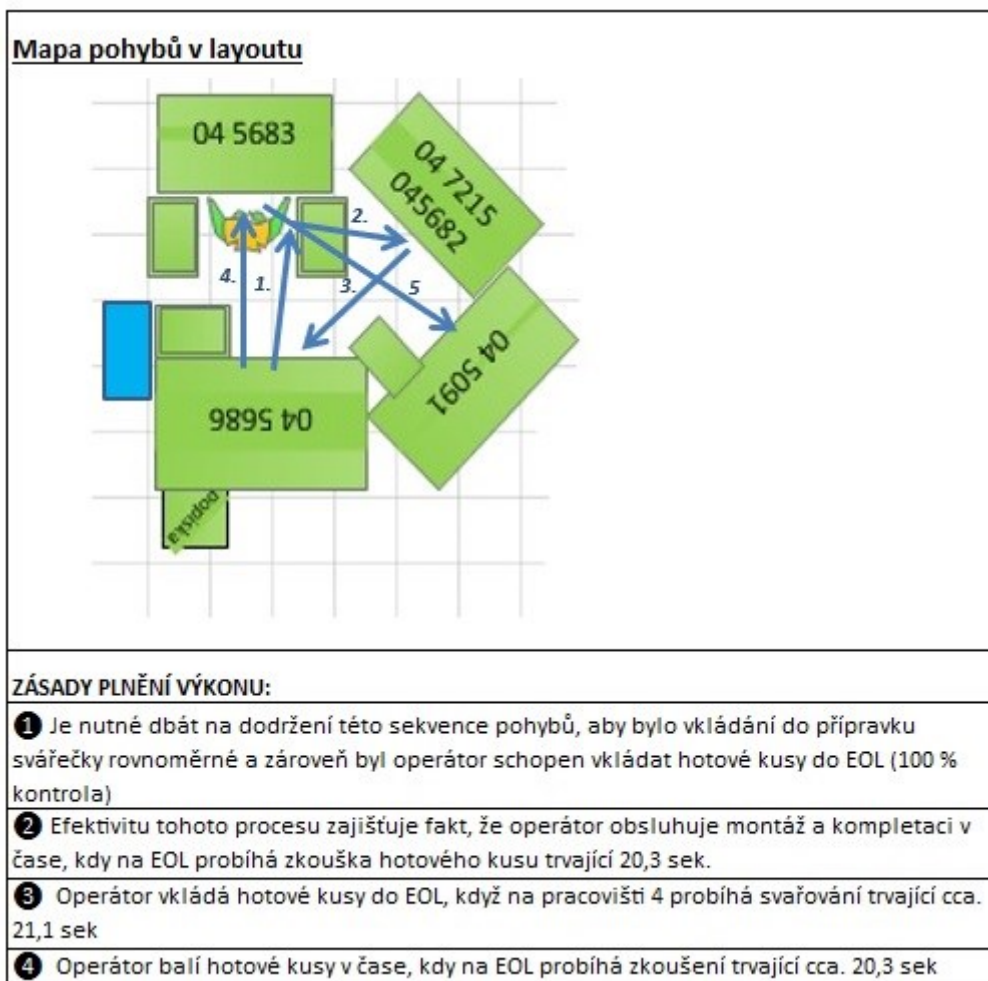 Mapa pohybů v layoutu
04 5683
04 7215
045682
2.
4.
1.
3.
5
04 5091
04 5686
popiska
ZÁSADY PLNĚNÍ VÝKONU:
❶ Je nutné dbát na dodržení této sekvence pohybů, aby bylo vkládání do přípravku
svářečky rovnoměrné a zároveň byl operátor schopen vkládat hotové kusy do EOL (100 %
kontrola)
❷ Efektivitu tohoto procesu zajišťuje fakt, že operátor obsluhuje montáž a kompletaci v
čase, kdy na EOL probíhá zkouška hotového kusu trvající 20,3 sek.
❸ Operátor vkládá hotové kusy do EOL, když na pracovišti 4 probíhá svařování trvající cca.
21,1 sek
❹ Operátor balí hotové kusy v čase, kdy na EOL probíhá zkoušení trvající cca. 20,3 sek